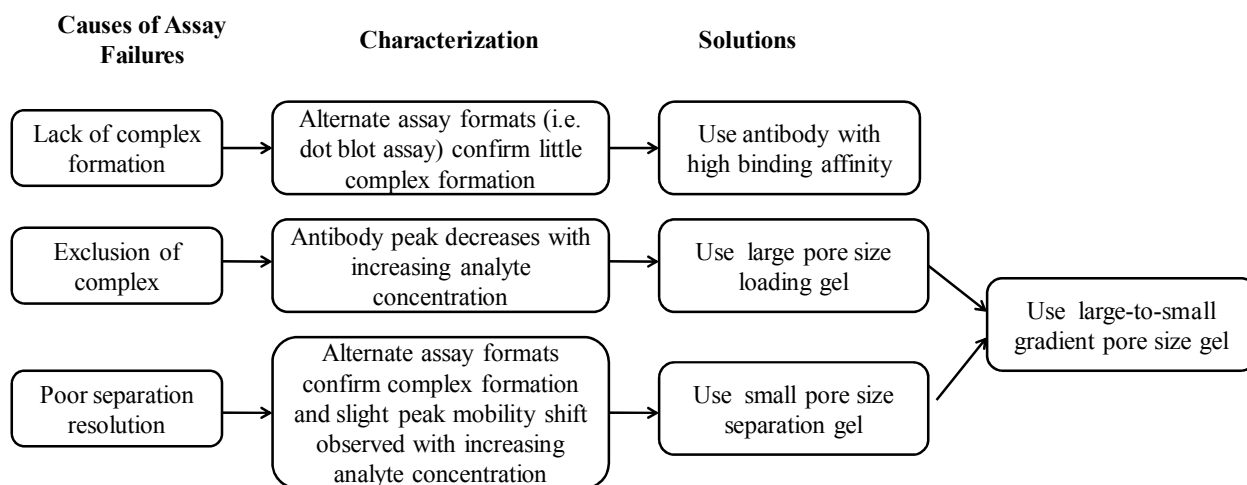 Causes of Assay
Failures
Characterization
Solutions
Lack of complex
formation
Alternate assay formats (i.e.
dot blot assay) confirm little
complex formation
Use antibody with
high binding affinity
Exclusion of
complex
Antibody peak decreases with
increasing analyte
concentration
Use large pore size
loading gel
Poor separation
resolution
Alternate assay formats
confirm complex formation
and slight peak mobility shift
observed with increasing
analyte concentration
Use small pore size
separation gel
Use large-to-small
gradient pore size gel